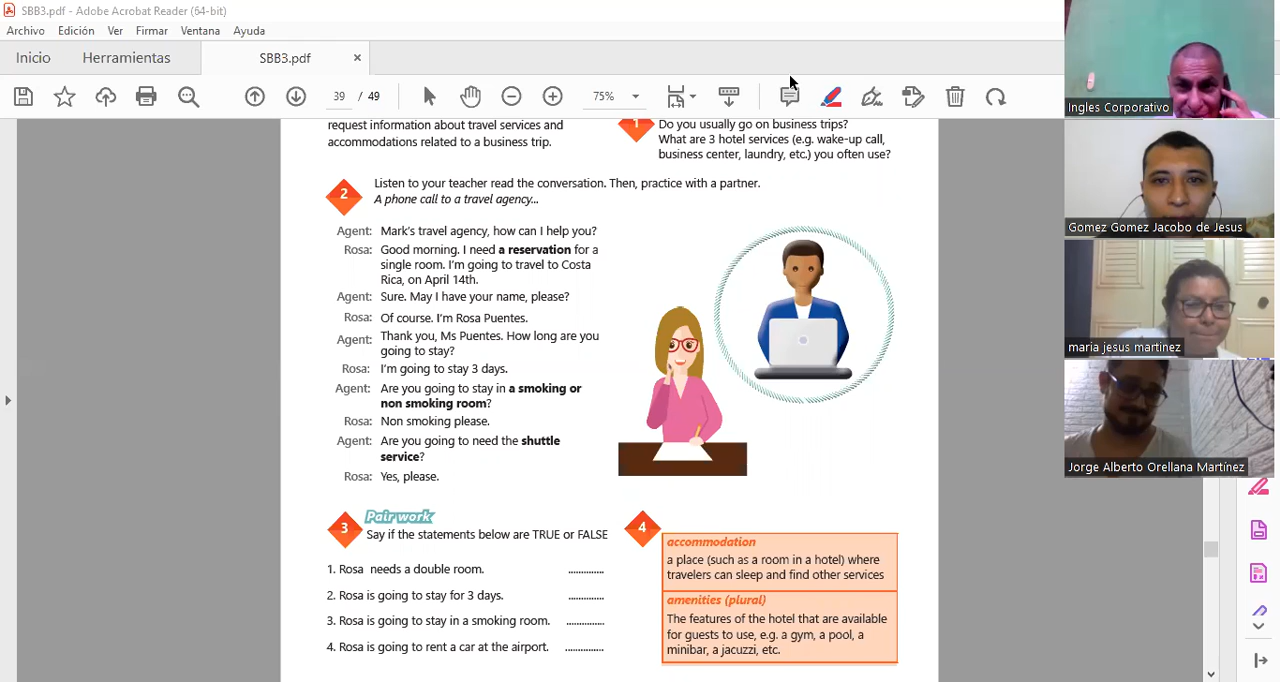 SBB3.pdf - Adobe Acrobat Reader (64-bit)
Archivo Edición Ver Firmar Ventana Ayuda
Inicio Herramientas SBB3.pdf ×
39 / 49 75%
request information about travel services and
accommodations related to a business trip.
1
Do you usually go on business trips?
What are 3 hotel services (e.g. wake-up call,
business center, laundry, etc.) you often use?
2
Listen to your teacher read the conversation. Then, practice with a partner.
A phone call to a travel agency...
Agent: Mark's travel agency, how can I help you?
Rosa: Good morning. I need a reservation for a
single room. I'm going to travel to Costa
Rica, on April 14th.
Agent: Sure. May I have your name, please?
Rosa: Of course. I'm Rosa Puentes.
Agent: Thank you, Ms Puentes. How long are you
going to stay?
Rosa: I'm going to stay 3 days.
Agent: Are you going to stay in a smoking or
non smoking room?
Rosa: Non smoking please.
Agent: Are you going to need the shuttle
service?
Rosa: Yes, please.
3
Pair work
Say if the statements below are TRUE or FALSE
1. Rosa needs a double room. ..............
2. Rosa is going to stay for 3 days. ..............
3. Rosa is going to stay in a smoking room. ...............
4. Rosa is going to rent a car at the airport. ...............
4
accommodation
a place (such as a room in a hotel) where
travelers can sleep and find other services
amenities (plural)
The features of the hotel that are available
for guests to use, e.g. a gym, a pool, a
minibar, a jacuzzi, etc.
Ingles Corporativo
Gomez Gomez Jacobo de Jesus
maria jesus martinez
Jorge Alberto Orellana Martínez